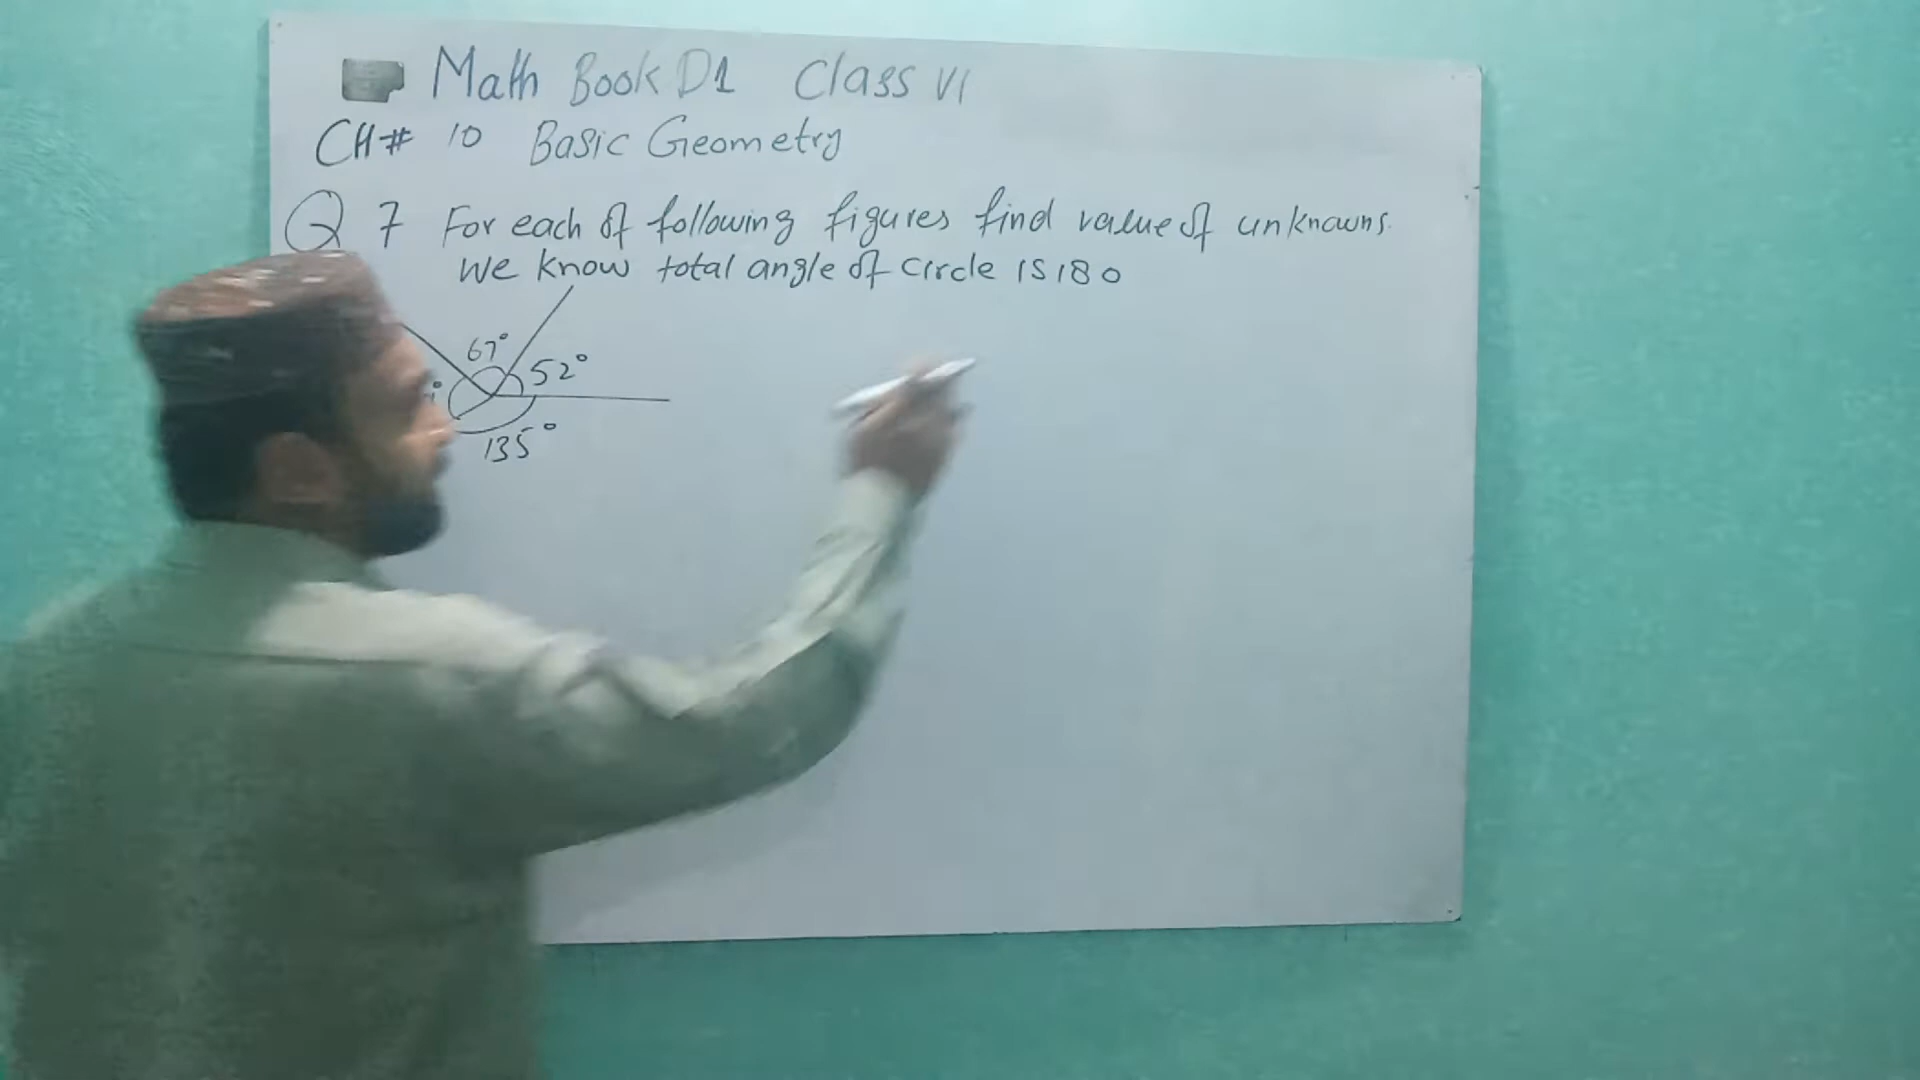 Math Book D1 Class VI
CH# 10 Basic Geometry
Q 7 For each of following figures find value of unknowns.
We know total angle of circle is 180
67°
52°
135°